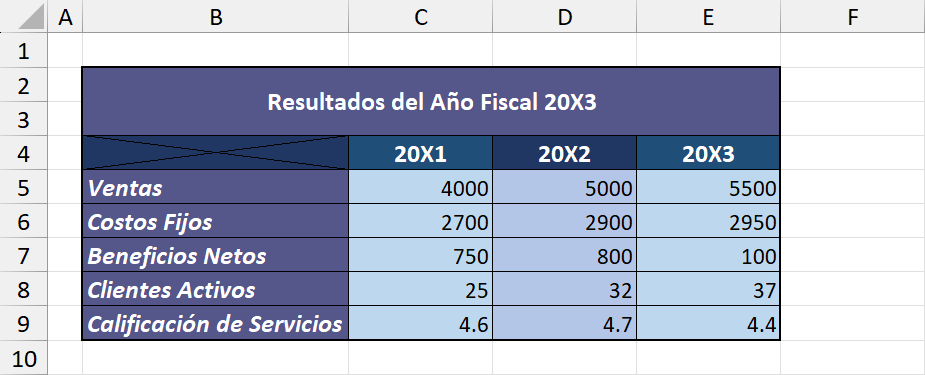 A B C D E F
1
2
3
Resultados del Año Fiscal 20X3
4 20X1 20X2 20X3
5 Ventas 4000 5000 5500
6 Costos Fijos 2700 2900 2950
7 Beneficios Netos 750 800 100
8 Clientes Activos 25 32 37
9 Calificación de Servicios 4.6 4.7 4.4
10